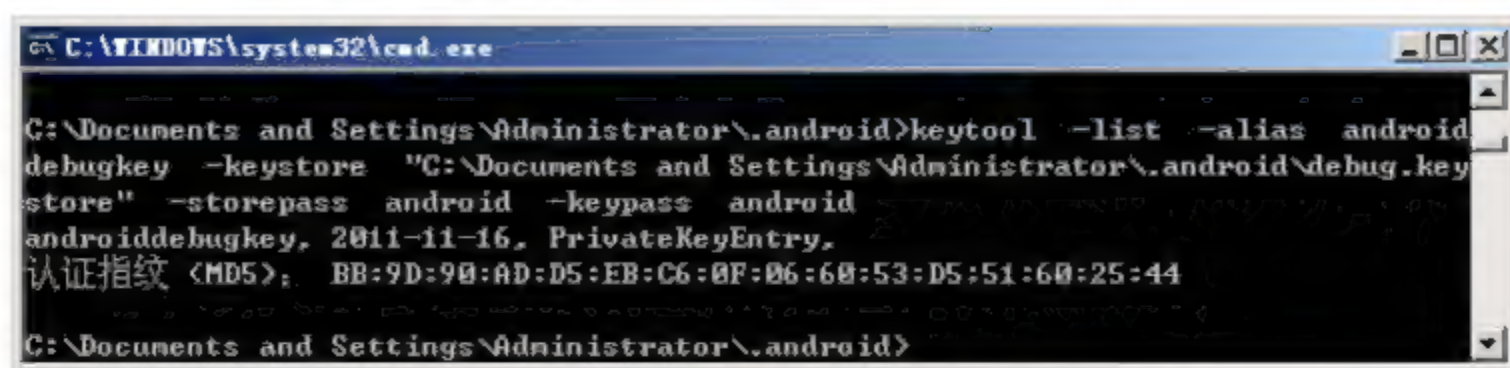 C:\WINDOWS\system32\cmd.exe
C:\Documents and Settings\Administrator\.android>keytool -list -alias android
debugkey -keystore "C:\Documents and Settings\Administrator\.android\debug.key
store" -storepass android -keypass android
androiddebugkey, 2011-11-16, PrivateKeyEntry,
认证指纹 (MD5): BB:9D:90:AD:D5:EB:C6:0F:06:60:53:D5:51:60:25:44
C:\Documents and Settings\Administrator\.android>